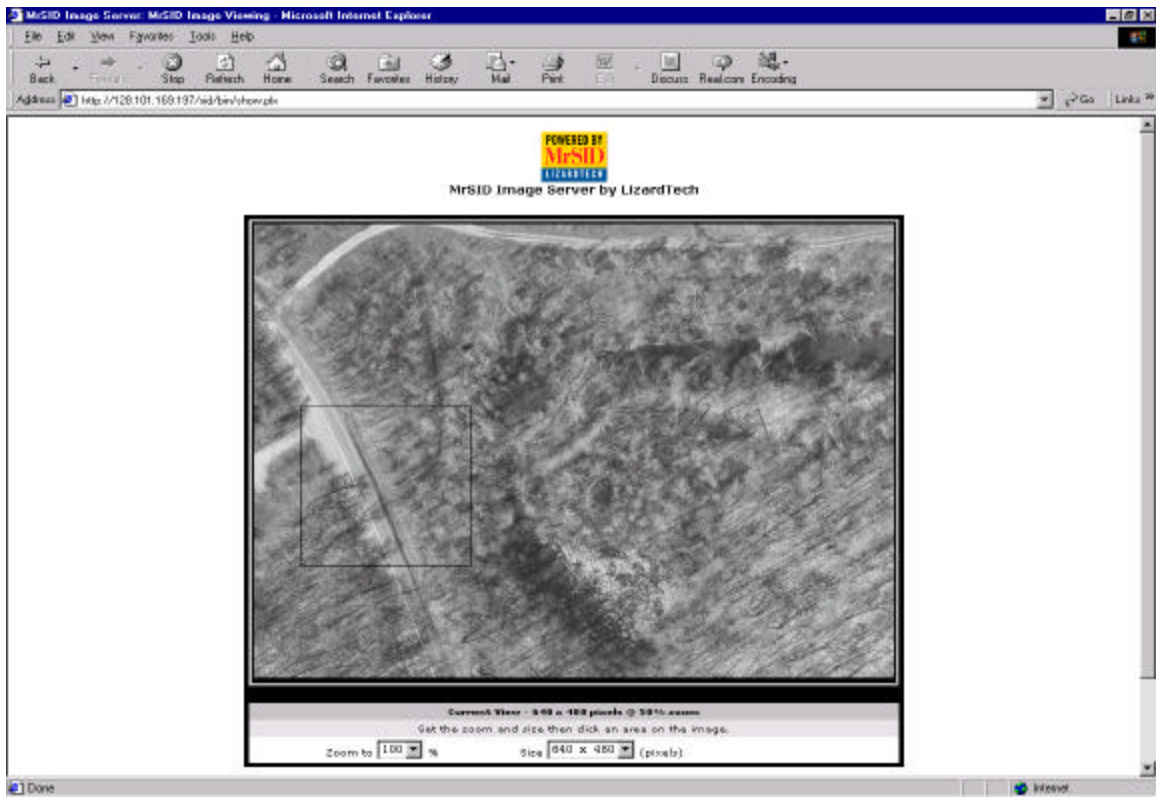 MrSID Image Server: MrSID Image Viewing - Microsoft Internet Explorer
File Edit View Favorites Tools Help
Back Stop Refresh Home Search Favorites History Mail Print Edit Discuss Real.com Encoding
Address http://128.101.169.197/sid/bin/show.plx Go Links »
POWERED BY
MrSID
LIZARDTECH
MrSID Image Server by LizardTech
Current View - 640 x 480 pixels @ 50% zoom
Set the zoom and size then click an area on the image.
Zoom to 100 % Size 640 x 480 (pixels)
Done Internet